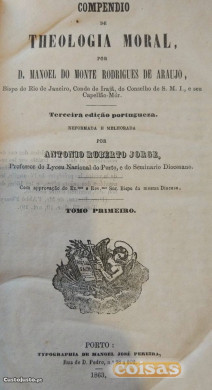 COMPENDIO
DE
THEOLOGIA MORAL,
POR
D. MANOEL DO MONTE RODRIGUES DE ARAUJO,
Bispo do Rio de Janeiro, Conde de Irajá, do Conselho de S. M. I., e seu
Capellão-Mór.
Terceira edição portugueza.
REFORMADA E MELHORADA
POR
ANTONIO ROBERTO JORGE,
Professor do Lyceu Nacional do Porto, e do Seminario Diocesano.
Com approvação do Ex.mo e Rev.mo Snr. Bispo da mesma Diocese.
TOMO PRIMEIRO.
PORTO:
TYPOGRAPHIA DE MANOEL JOSÉ PEREIRA,
Rua de D. Pedro,
1863.
coisas